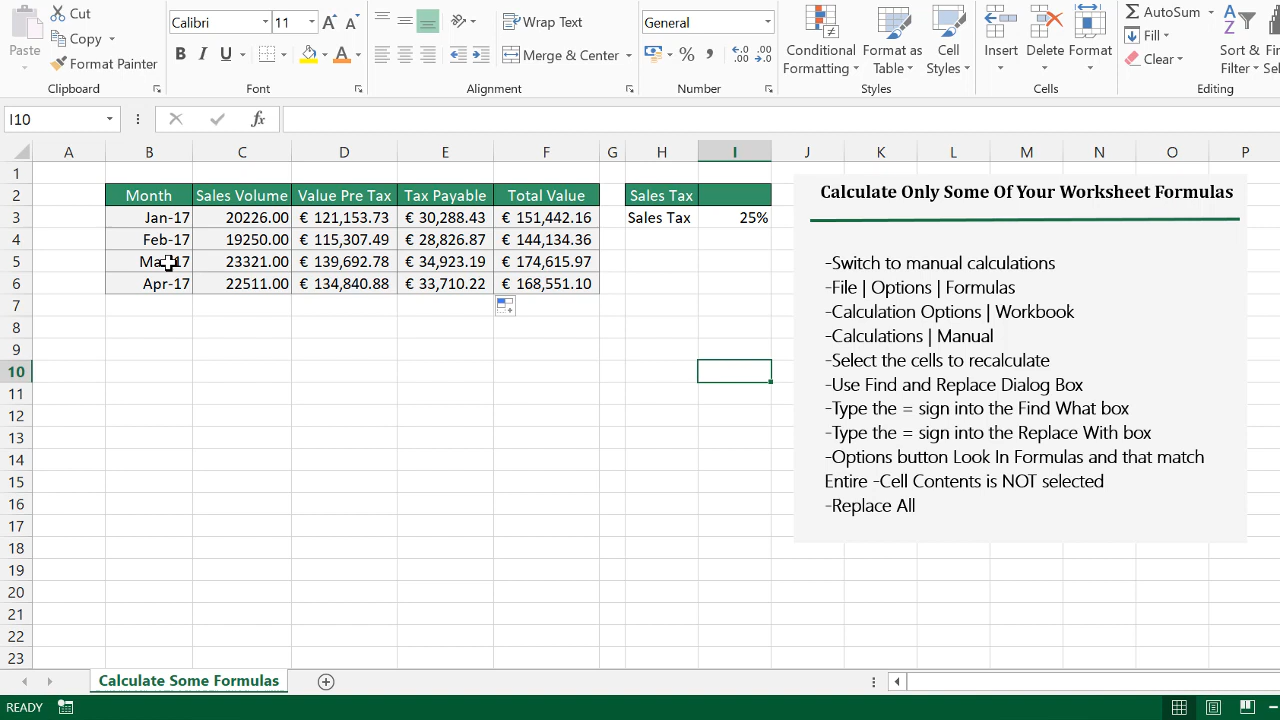 Cut
Calibri 11
Wrap Text
General
AutoSum
Paste
Copy
B I U
Merge & Center
%
Conditional Formatting
Format as Table
Cell Styles
Insert
Delete
Fill
Sort & Filter
Format Painter
Clear
Clipboard
Font
Alignment
Number
Styles
Cells
Editing
I10
fx
A B C D E F G H I J K L M N O P
1
2 Month Sales Volume Value Pre Tax Tax Payable Total Value Sales Tax
3 Jan-17 20226.00 € 121,153.73 € 30,288.43 € 151,442.16 Sales Tax 25%
4 Feb-17 19250.00 € 115,307.49 € 28,826.87 € 144,134.36
5 17 23321.00 € 139,692.78 € 34,923.19 € 174,615.97
6 Apr-17 22511.00 € 134,840.88 € 33,710.22 € 168,551.10
7
8
9
10
11
12
13
14
15
16
17
18
19
20
21
22
23
Calculate Only Some Of Your Worksheet Formulas
-Switch to manual calculations
-File | Options | Formulas
-Calculation Options | Workbook
-Calculations | Manual
-Select the cells to recalculate
-Use Find and Replace Dialog Box
-Type the = sign into the Find What box
-Type the = sign into the Replace With box
-Options button Look In Formulas and that match
Entire -Cell Contents is NOT selected
-Replace All
Calculate Some Formulas
READY